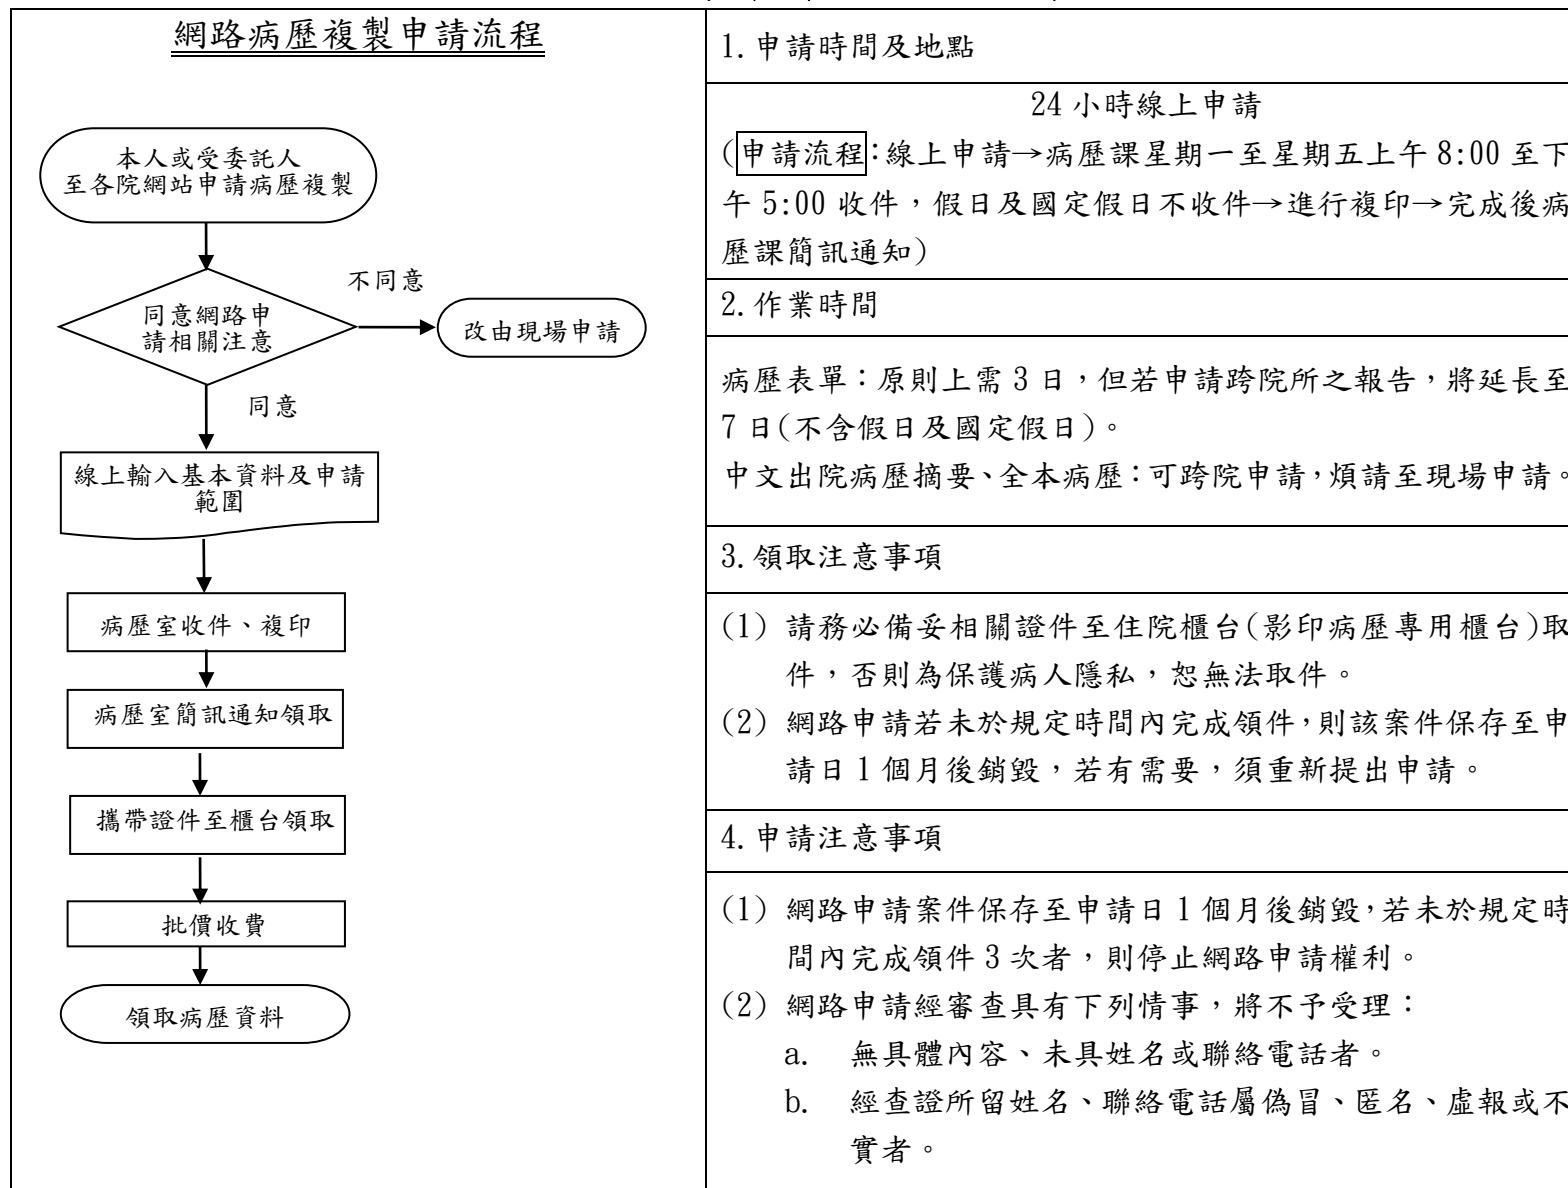 網路病歷複製申請流程
本人或受委託人
至各院網站申請病歷複製
同意網路申
請相關注意
不同意
改由現場申請
同意
線上輸入基本資料及申請
範圍
病歷室收件、複印
病歷室簡訊通知領取
攜帶證件至櫃台領取
批價收費
領取病歷資料
1.申請時間及地點
24 小時線上申請
(申請流程:線上申請→病歷課星期一至星期五上午 8:00 至下
午 5:00 收件，假日及國定假日不收件→進行複印→完成後病
歷課簡訊通知)
2.作業時間
病歷表單：原則上需 3 日，但若申請跨院所之報告，將延長至
7 日(不含假日及國定假日)。
中文出院病歷摘要、全本病歷：可跨院申請，煩請至現場申請。
3.領取注意事項
(1) 請務必備妥相關證件至住院櫃台(影印病歷專用櫃台)取
件，否則為保護病人隱私，恕無法取件。
(2) 網路申請若未於規定時間內完成領件，則該案件保存至申
請日 1 個月後銷毀，若有需要，須重新提出申請。
4.申請注意事項
(1) 網路申請案件保存至申請日 1 個月後銷毀，若未於規定時
間內完成領件 3 次者，則停止網路申請權利。
(2) 網路申請經審查具有下列情事，將不予受理：
a. 無具體內容、未具姓名或聯絡電話者。
b. 經查證所留姓名、聯絡電話屬偽冒、匿名、虛報或不
實者。